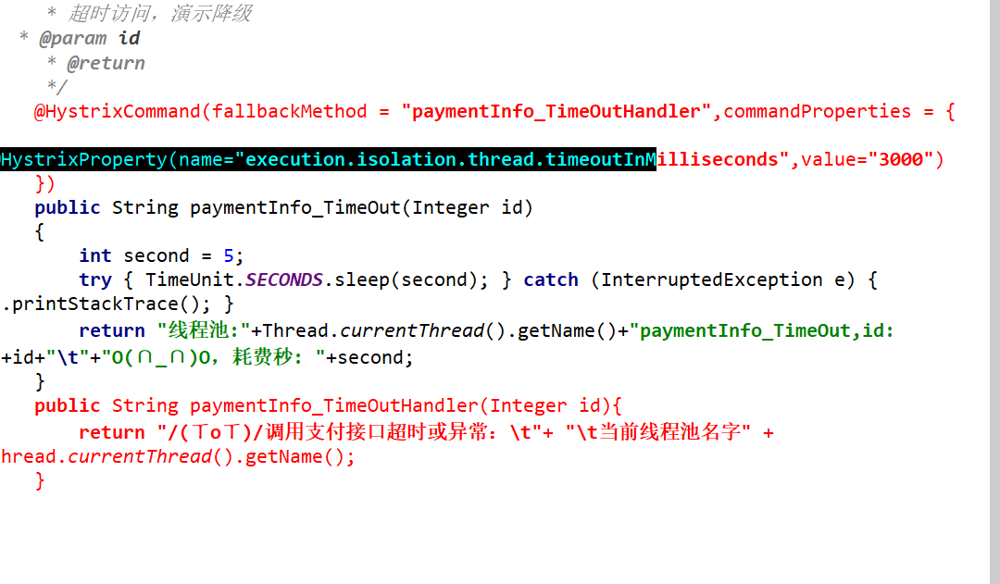 * 超时访问，演示降级
* @param id
* @return
*/
@HystrixCommand(fallbackMethod = "paymentInfo_TimeOutHandler",commandProperties = {
HystrixProperty(name="execution.isolation.thread.timeoutInMilliseconds",value="3000")
})
public String paymentInfo_TimeOut(Integer id)
{
int second = 5;
try { TimeUnit.SECONDS.sleep(second); } catch (InterruptedException e) {
.printStackTrace(); }
return "线程池:"+Thread.currentThread().getName()+"paymentInfo_TimeOut,id:
+id+"\t"+"O(∩_∩)O，耗费秒："+second;
}
public String paymentInfo_TimeOutHandler(Integer id){
return "/(ㄒoㄒ)/调用支付接口超时或异常：\t"+ "\t当前线程池名字" +
hread.currentThread().getName();
}